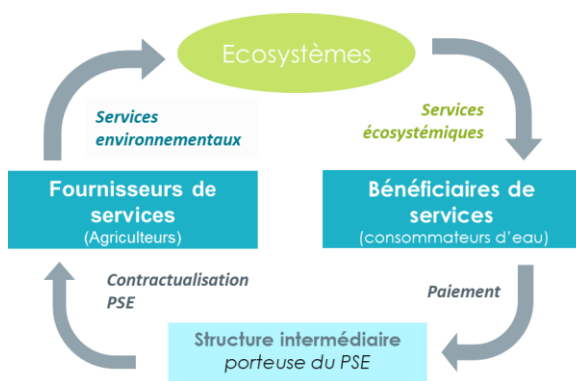 Ecosystèmes
Services
environnementaux
Services
écosystémiques
Fournisseurs de
services
(Agriculteurs)
Bénéficiaires de
services
(consommateurs d'eau)
Contractualisation
PSE
Paiement
Structure intermédiaire
porteuse du PSE